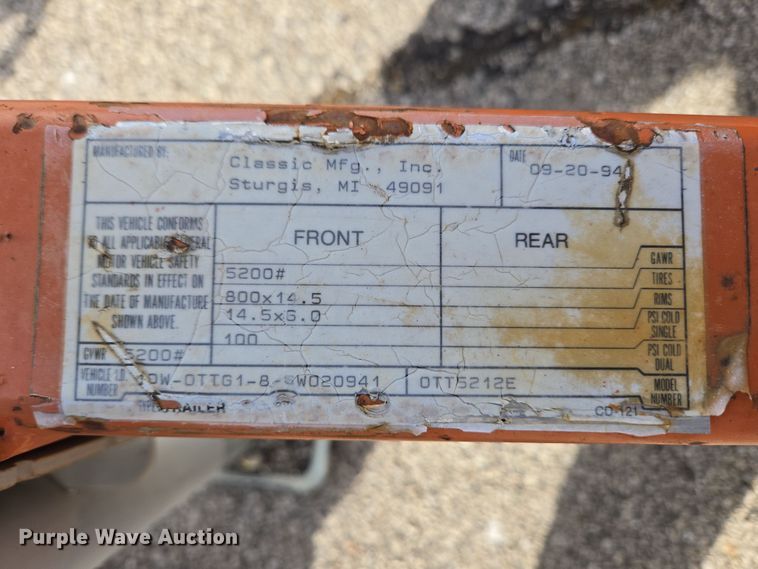 MANUFACTURED BY:
Classic Mfg., Inc.
Sturgis, MI 49091
DATE
09-20-94
THIS VEHICLE CONFORMS
TO ALL APPLICABLE FEDERAL
MOTOR VEHICLE SAFETY
STANDARDS IN EFFECT ON
THE DATE OF MANUFACTURE
SHOWN ABOVE.
FRONT
REAR
5200#
GAWR
800x14.5
TIRES
14.5x6.0
RIMS
100
PSI COLD
SINGLE
PSI COLD
DUAL
GVWR 5200#
VEHICLE I.D.
NUMBER
OTT5212E
MODEL
NUMBER
TRAILER
CO-121
Purple Wave Auction